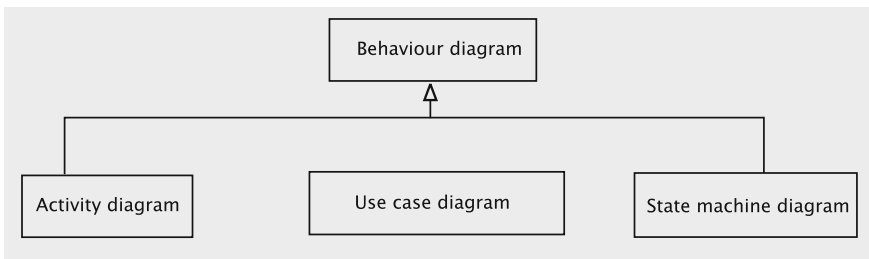 Behaviour diagram
Activity diagram
Use case diagram
State machine diagram